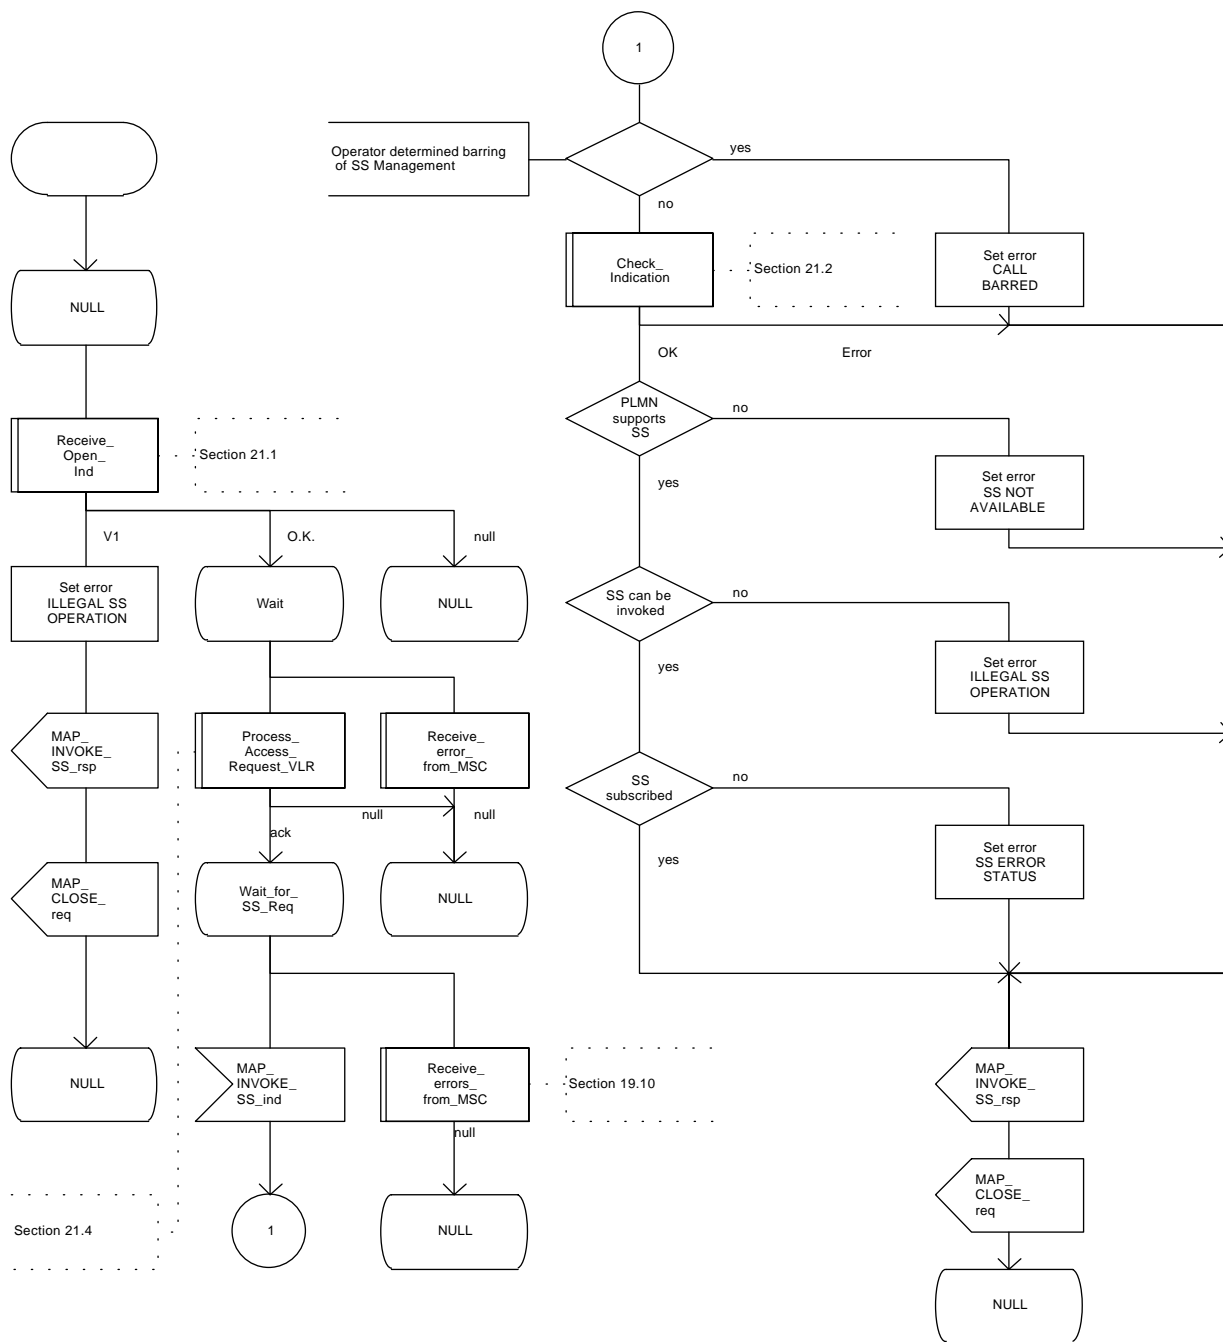 1
Operator determined barring
of SS Management
yes
no
Check_
Indication
Section 21.2
Set error
CALL
BARRED
NULL
OK
Error
PLMN
supports
SS
no
yes
Receive_
Open_
Ind
Section 21.1
Set error
SS NOT
AVAILABLE
V1
O.K.
null
Set error
ILLEGAL SS
OPERATION
Wait
NULL
SS can be
invoked
no
yes
Set error
ILLEGAL SS
OPERATION
MAP_
INVOKE_
SS_rsp
Process_
Access_
Request_VLR
Receive_
error_
from_MSC
SS
subscribed
no
yes
null
null
ack
Set error
SS ERROR
STATUS
MAP_
CLOSE_
req
Wait_for_
SS_Req
NULL
NULL
MAP_
INVOKE_
SS_ind
Receive_
errors_
from_MSC
Section 19.10
null
MAP_
INVOKE_
SS_rsp
MAP_
CLOSE_
req
Section 21.4
1
NULL
NULL